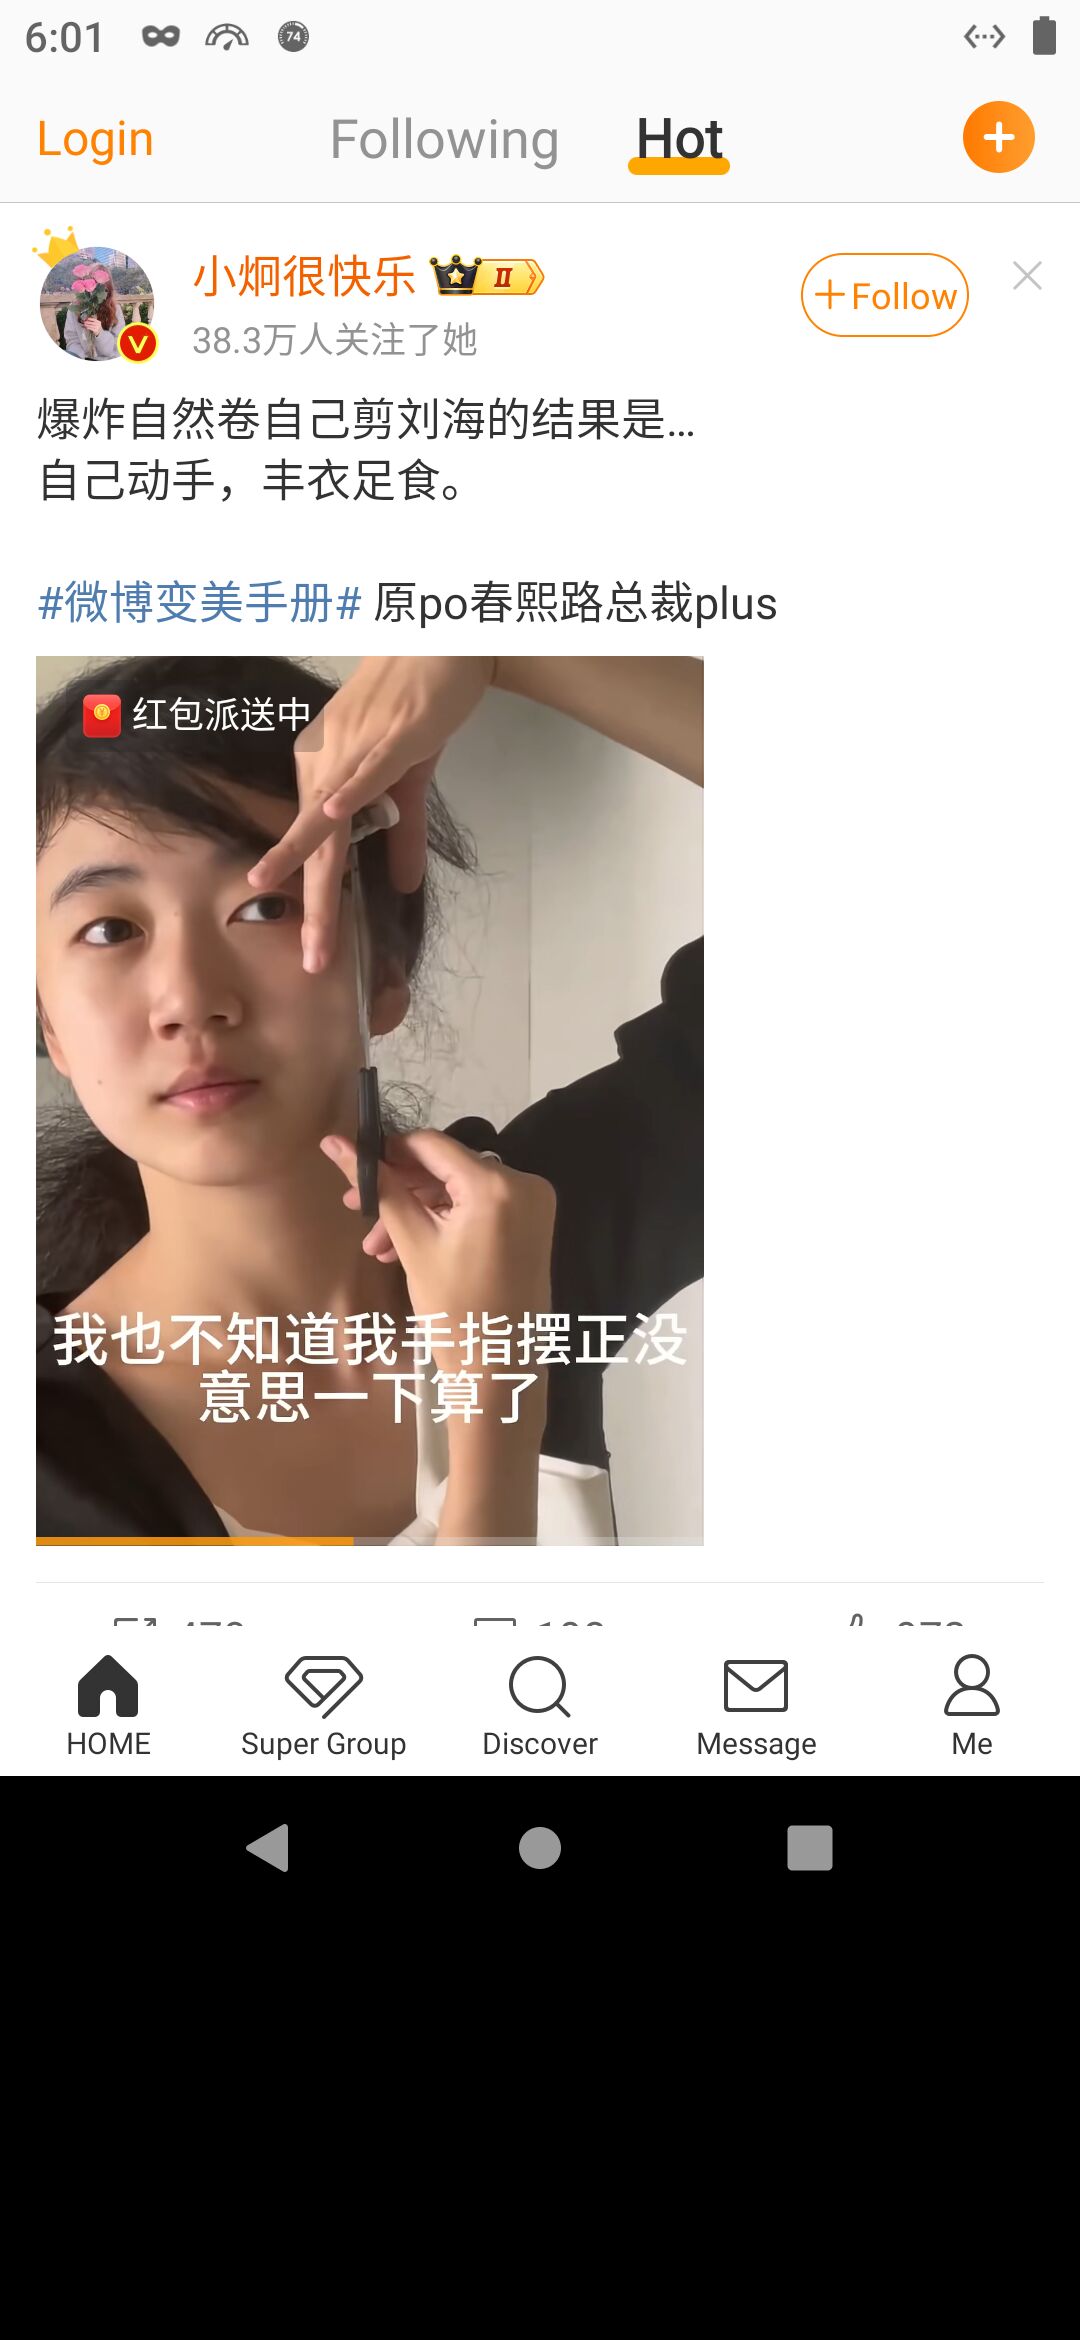 6:01
74
Login
Following
Hot
小炯很快乐
II
38.3万人关注了她
+Follow
爆炸自然卷自己剪刘海的结果是...
自己动手，丰衣足食。
#微博变美手册# 原po春熙路总裁plus
红包派送中
我也不知道我手指摆正没
意思一下算了
HOME
Super Group
Discover
Message
Me